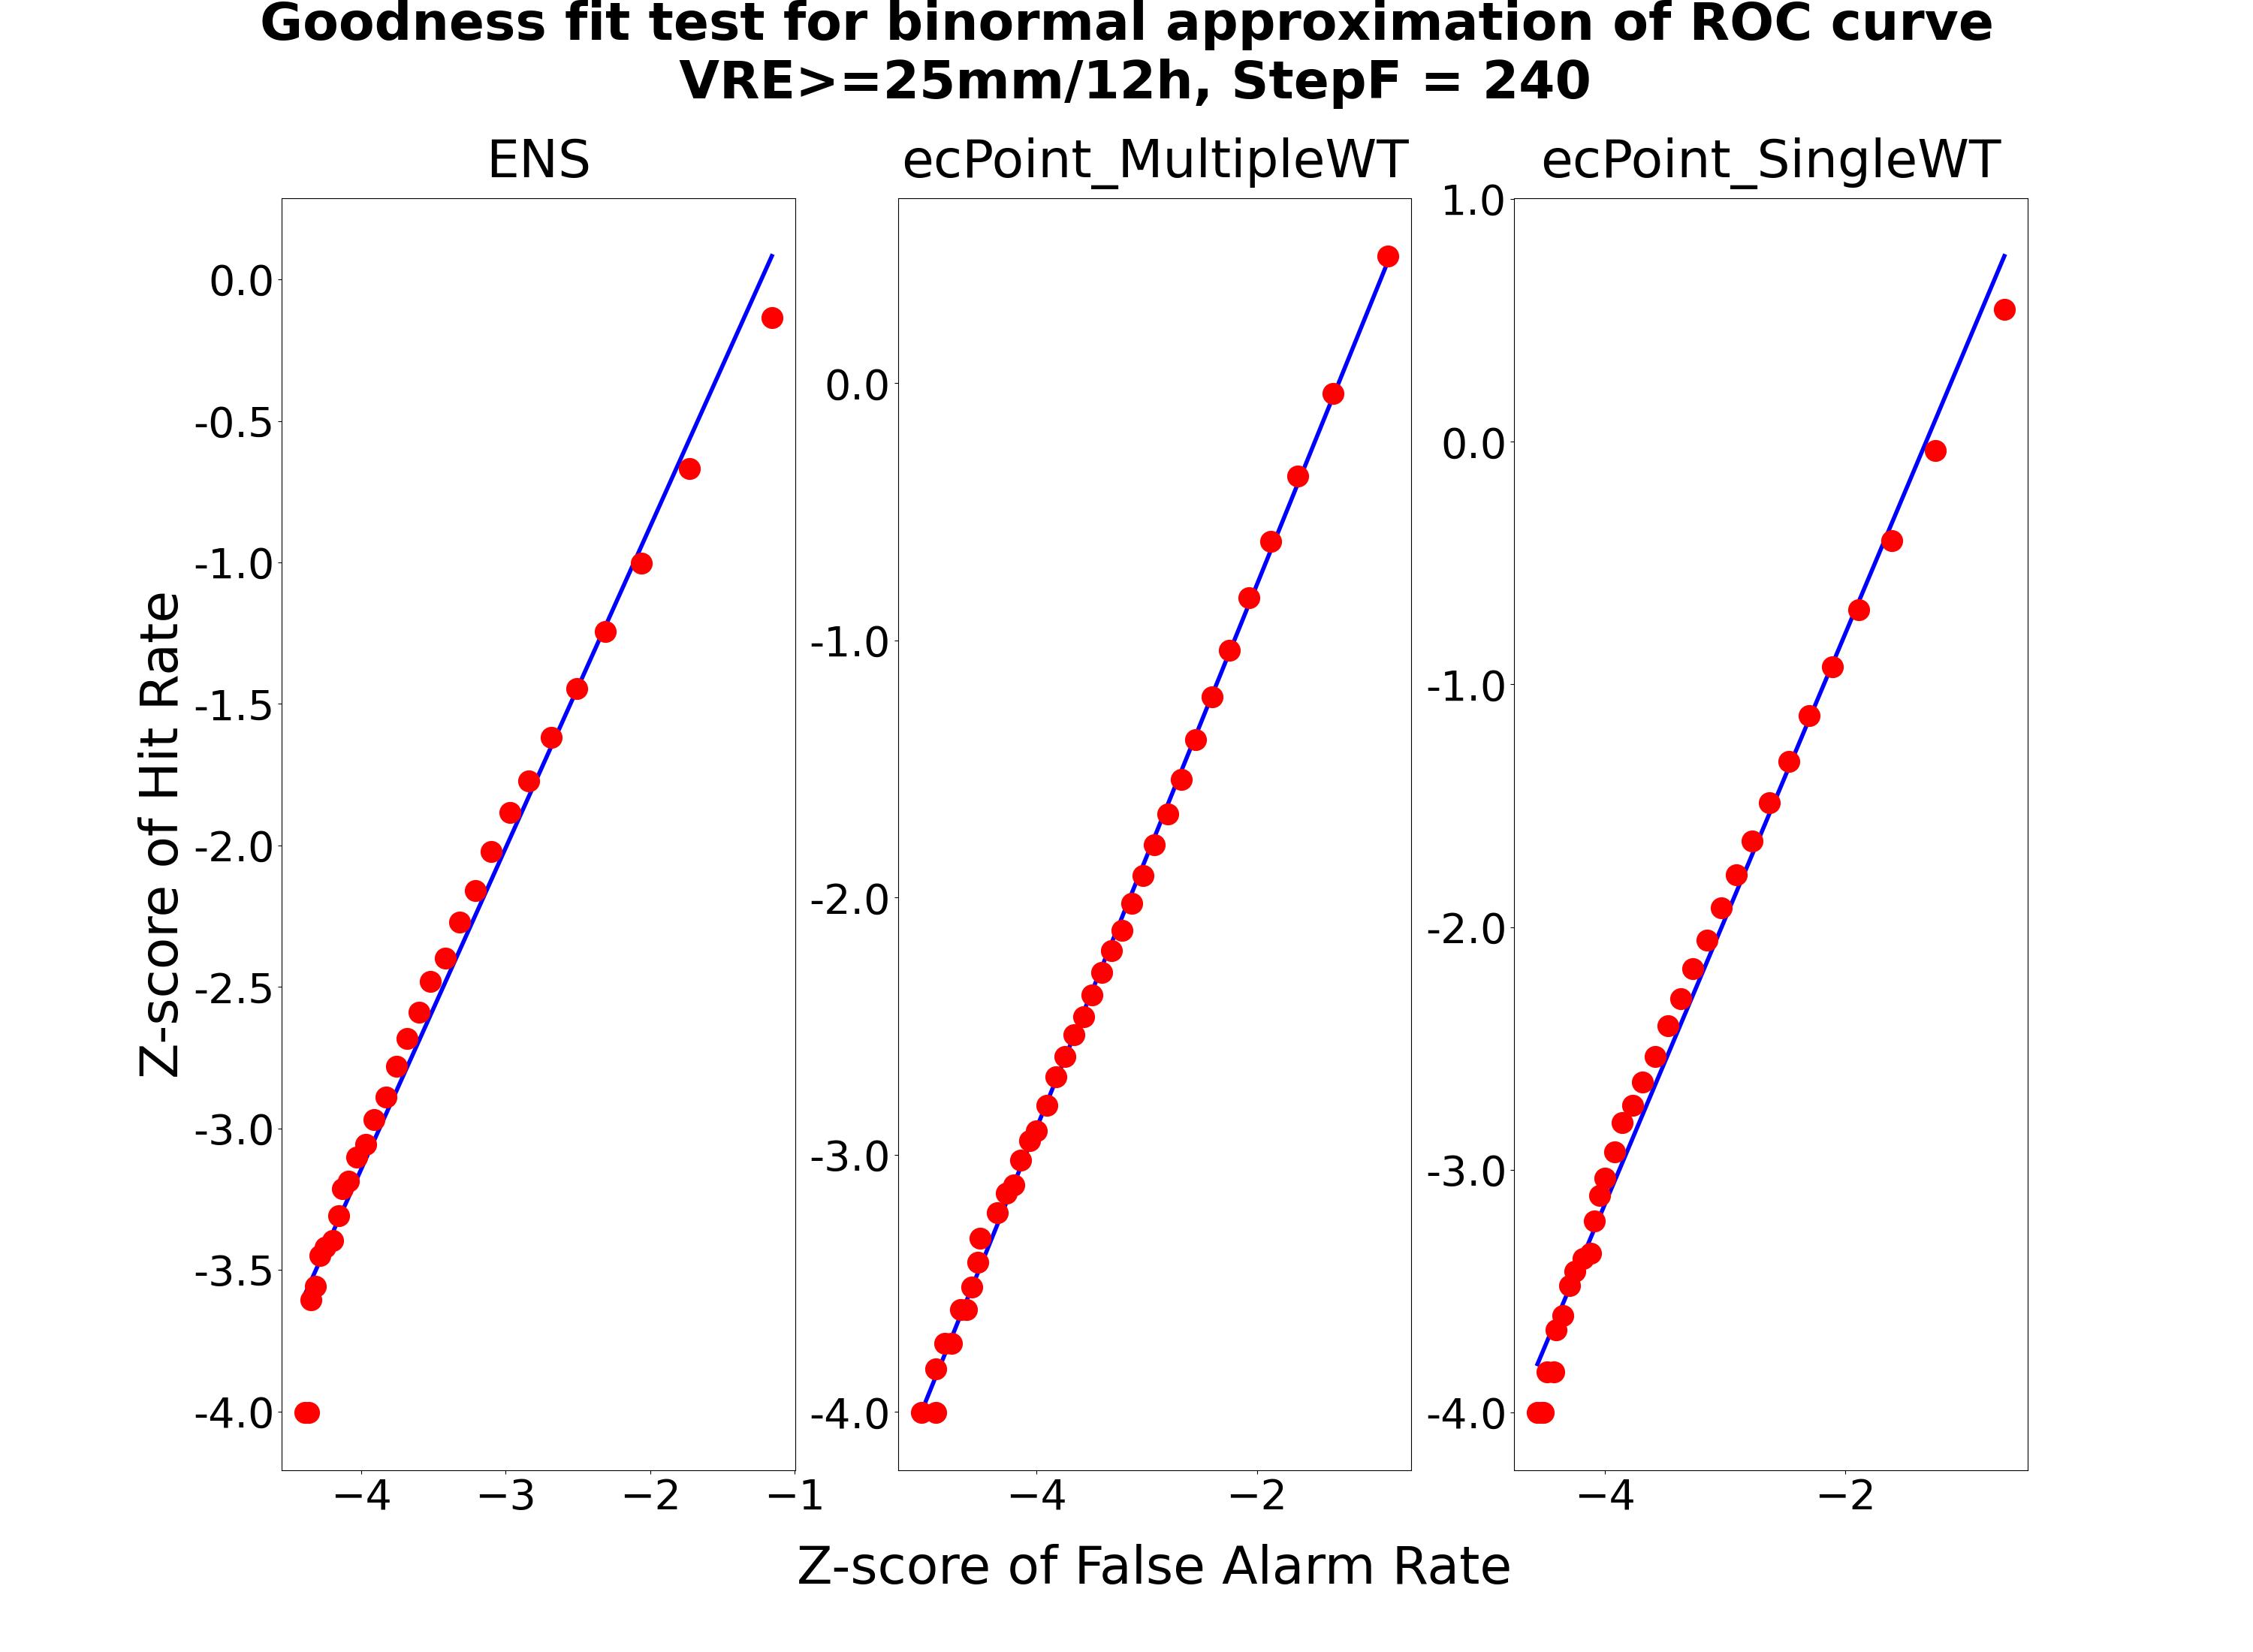 Goodness fit test for binormal approximation of ROC curve
VRE>=25mm/12h, StepF = 240
ENS
ecPoint_MultipleWT
ecPoint_SingleWT
Z-score of Hit Rate
0.0
-0.5
-1.0
-1.5
-2.0
-2.5
-3.0
-3.5
-4.0
−4 −3 −2 −1
0.0
-1.0
-2.0
-3.0
-4.0
−4 −2
1.0
0.0
-1.0
-2.0
-3.0
-4.0
−4 −2
Z-score of False Alarm Rate